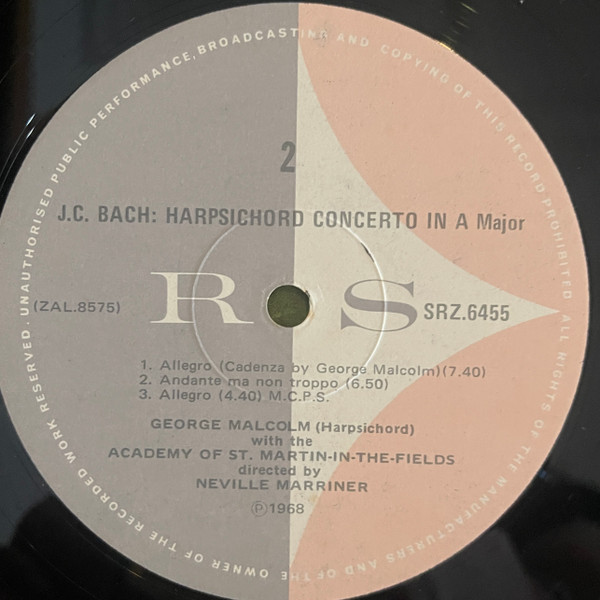 UNAUTHORISED PUBLIC PERFORMANCE, BROADCASTING AND COPYING OF THIS RECORD PROHIBITED ALL RIGHTS OF THE MANUFACTURERS AND OF THE OWNER OF THE RECORDED WORK RESERVED.
2
J.C. BACH: HARPSICHORD CONCERTO IN A Major
(ZAL.8575) R S SRZ.6455
1. Allegro (Cadenza by George Malcolm)(7.40)
2. Andante ma non troppo (6.50)
3. Allegro (4.40) M.C.P.S.
GEORGE MALCOLM (Harpsichord)
with the
ACADEMY OF ST. MARTIN-IN-THE-FIELDS
directed by
NEVILLE MARRINER
Ⓟ1968